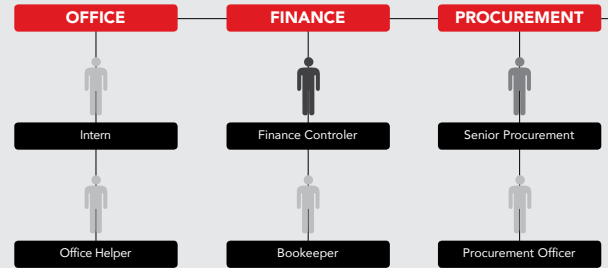 OFFICE
FINANCE
PROCUREMENT
Intern
Finance Controler
Senior Procurement
Office Helper
Bookeeper
Procurement Officer